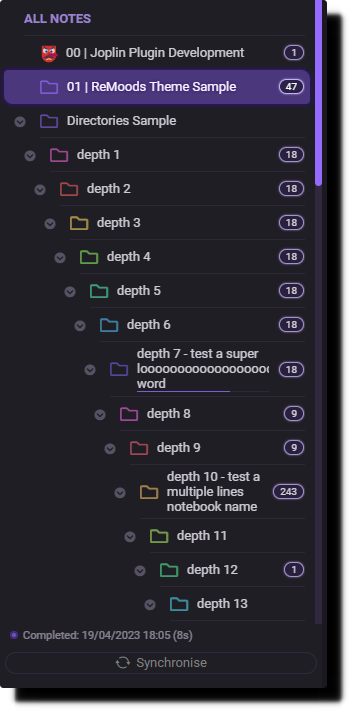 ALL NOTES
00 | Joplin Plugin Development 1
01 | ReMoods Theme Sample 47
Directories Sample
depth 1 18
depth 2 18
depth 3 18
depth 4 18
depth 5 18
depth 6 18
depth 7 - test a super
looooooooooooooooo 18
word
depth 8 9
depth 9 9
depth 10 - test a
multiple lines 243
notebook name
depth 11
depth 12 1
depth 13
Completed: 19/04/2023 18:05 (8s)
Synchronise